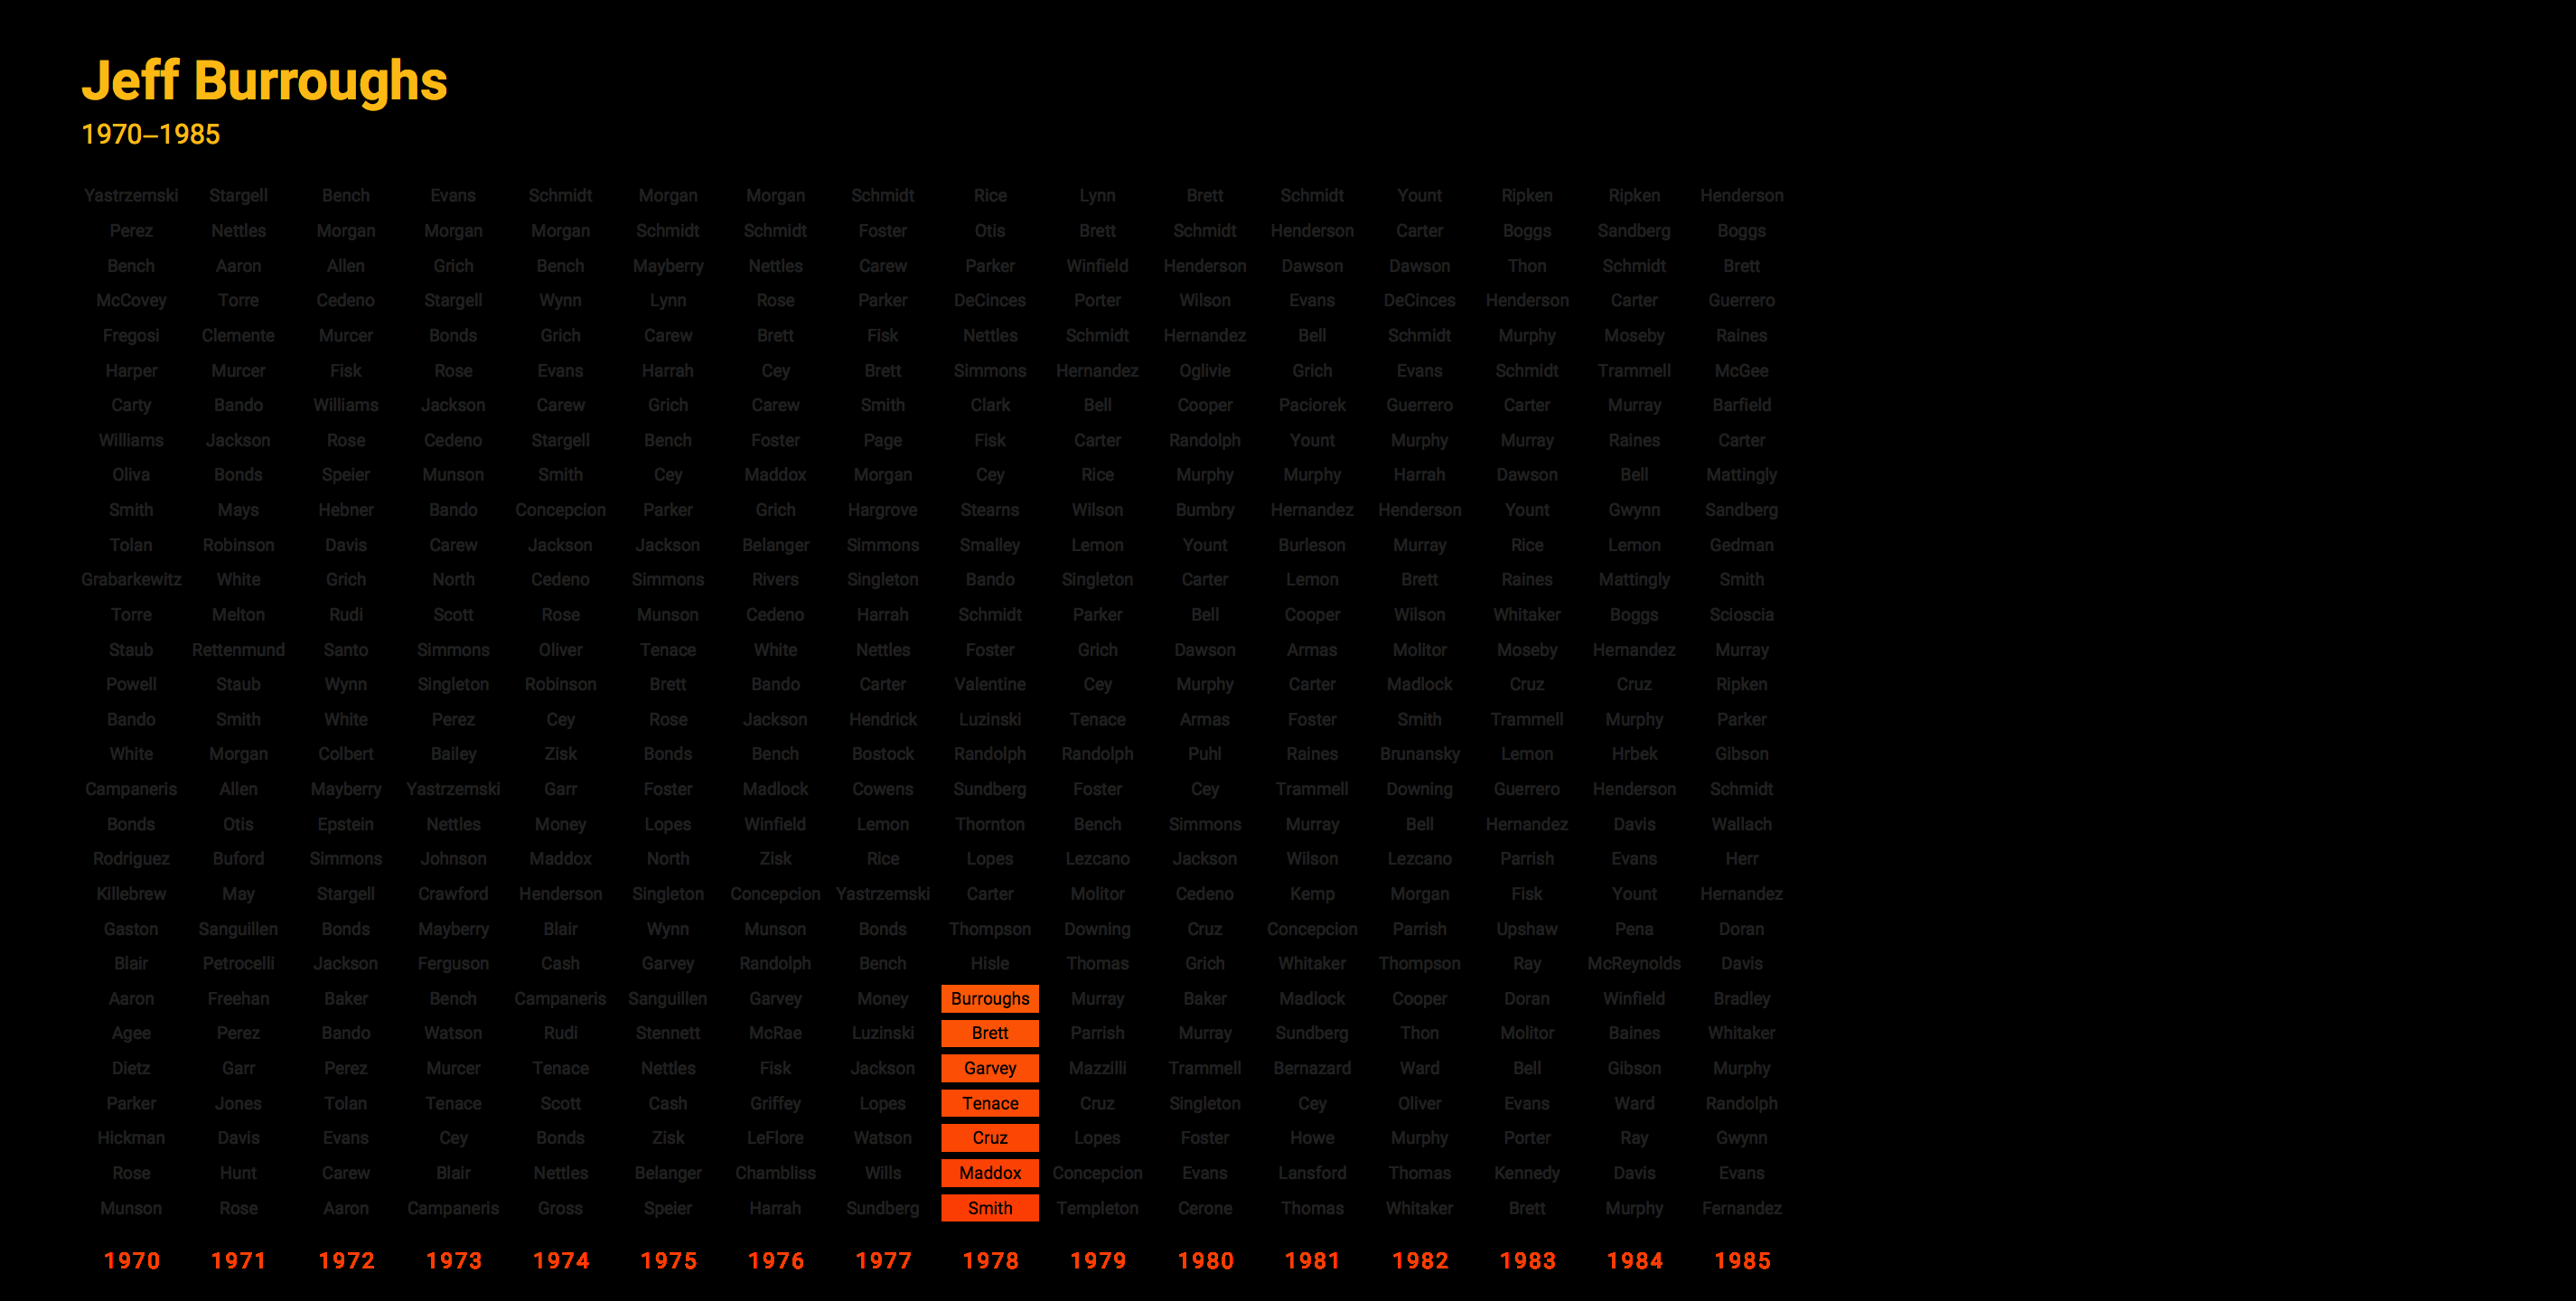 Jeff Burroughs
1970–1985
Yastrzemski Stargell Bench Evans Schmidt Morgan Morgan Schmidt Rice Lynn Brett Schmidt Yount Ripken Ripken Henderson
Perez Nettles Morgan Morgan Morgan Schmidt Schmidt Foster Otis Brett Schmidt Henderson Carter Boggs Sandberg Boggs
Bench Aaron Allen Grich Bench Mayberry Nettles Carew Parker Winfield Henderson Dawson Dawson Thon Schmidt Brett
McCovey Torre Cedeno Stargell Wynn Lynn Rose Parker DeCinces Porter Wilson Evans DeCinces Henderson Carter Guerrero
Fregosi Clemente Murcer Bonds Grich Carew Brett Fisk Nettles Schmidt Hernandez Bell Schmidt Murphy Moseby Raines
Harper Murcer Fisk Rose Evans Harrah Cey Brett Simmons Hernandez Oglivie Grich Evans Schmidt Trammell McGee
Carty Bando Williams Jackson Carew Grich Carew Smith Clark Bell Cooper Paciorek Guerrero Carter Murray Barfield
Williams Jackson Rose Cedeno Stargell Bench Foster Page Fisk Carter Randolph Yount Murphy Murray Raines Carter
Oliva Bonds Speier Munson Smith Cey Maddox Morgan Cey Rice Murphy Murphy Harrah Dawson Bell Mattingly
Smith Mays Hebner Bando Concepcion Parker Grich Hargrove Stearns Wilson Bumbry Hernandez Henderson Yount Gwynn Sandberg
Tolan Robinson Davis Carew Jackson Jackson Belanger Simmons Smalley Lemon Yount Burleson Murray Rice Lemon Gedman
Grabarkewitz White Grich North Cedeno Simmons Rivers Singleton Bando Singleton Carter Lemon Brett Raines Mattingly Smith
Torre Melton Rudi Scott Rose Munson Cedeno Harrah Schmidt Parker Bell Cooper Wilson Whitaker Boggs Scioscia
Staub Rettenmund Santo Simmons Oliver Tenace White Nettles Foster Grich Dawson Armas Molitor Moseby Hernandez Murray
Powell Staub Wynn Singleton Robinson Brett Bando Carter Valentine Cey Murphy Carter Madlock Cruz Cruz Ripken
Bando Smith White Perez Cey Rose Jackson Hendrick Luzinski Tenace Armas Foster Smith Trammell Murphy Parker
White Morgan Colbert Bailey Zisk Bonds Bench Bostock Randolph Randolph Puhl Raines Brunansky Lemon Hrbek Gibson
Campaneris Allen Mayberry Yastrzemski Garr Foster Madlock Cowens Sundberg Foster Cey Trammell Downing Guerrero Henderson Schmidt
Bonds Otis Epstein Nettles Money Lopes Winfield Lemon Thornton Bench Simmons Murray Bell Hernandez Davis Wallach
Rodriguez Buford Simmons Johnson Maddox North Zisk Rice Lopes Lezcano Jackson Wilson Lezcano Parrish Evans Herr
Killebrew May Stargell Crawford Henderson Singleton Concepcion Yastrzemski Carter Molitor Cedeno Kemp Morgan Fisk Yount Hernandez
Gaston Sanguillen Bonds Mayberry Blair Wynn Munson Bonds Thompson Downing Cruz Concepcion Parrish Upshaw Pena Doran
Blair Petrocelli Jackson Ferguson Cash Garvey Randolph Bench Hisle Thomas Grich Whitaker Thompson Ray McReynolds Davis
Aaron Freehan Baker Bench Campaneris Sanguillen Garvey Money Burroughs Murray Baker Madlock Cooper Doran Winfield Bradley
Agee Perez Bando Watson Rudi Stennett McRae Luzinski Brett Parrish Murray Sundberg Thon Molitor Baines Whitaker
Dietz Garr Perez Murcer Tenace Nettles Fisk Jackson Garvey Mazzilli Trammell Bernazard Ward Bell Gibson Murphy
Parker Jones Tolan Tenace Scott Cash Griffey Lopes Tenace Cruz Singleton Cey Oliver Evans Ward Randolph
Hickman Davis Evans Cey Bonds Zisk LeFlore Watson Cruz Lopes Foster Howe Murphy Porter Ray Gwynn
Rose Hunt Carew Blair Nettles Belanger Chambliss Wills Maddox Concepcion Evans Lansford Thomas Kennedy Davis Evans
Munson Rose Aaron Campaneris Gross Speier Harrah Sundberg Smith Templeton Cerone Thomas Whitaker Brett Murphy Fernandez
1970 1971 1972 1973 1974 1975 1976 1977 1978 1979 1980 1981 1982 1983 1984 1985